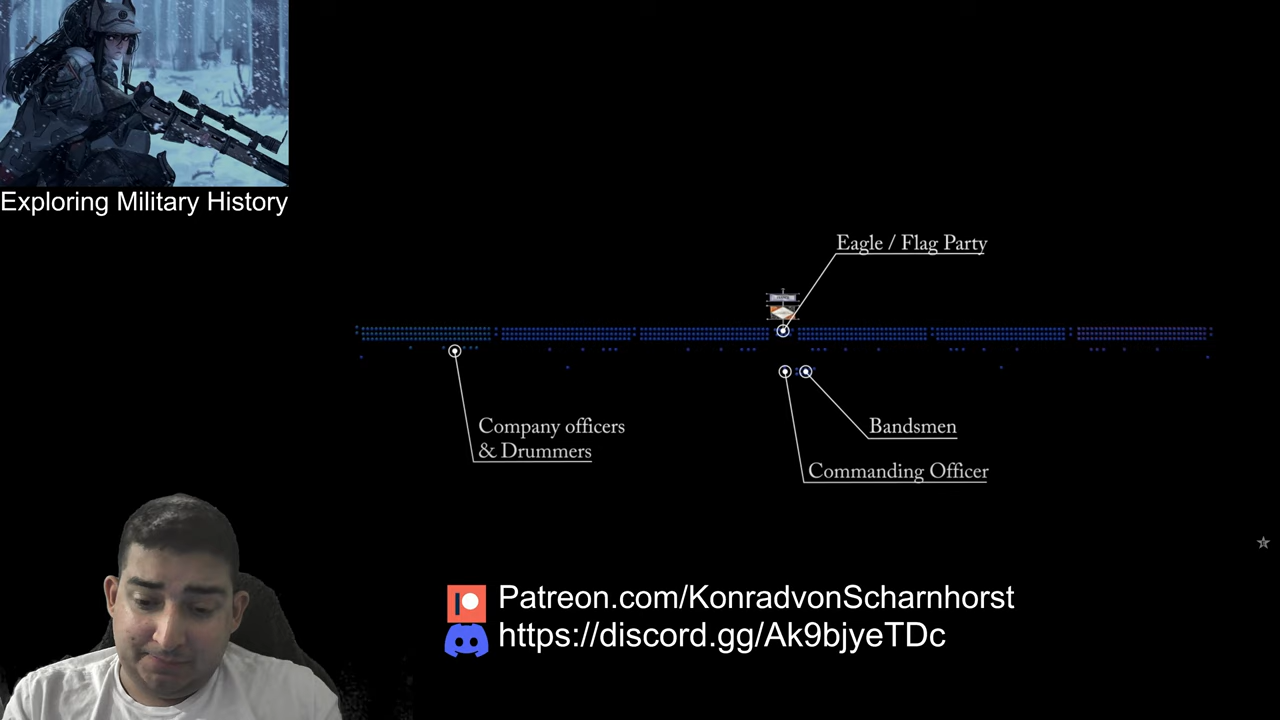 Exploring Military History
Eagle / Flag Party
Company officers
& Drummers
Bandsmen
Commanding Officer
Patreon.com/KonradvonScharnhorst
https://discord.gg/Ak9bjyeTDc